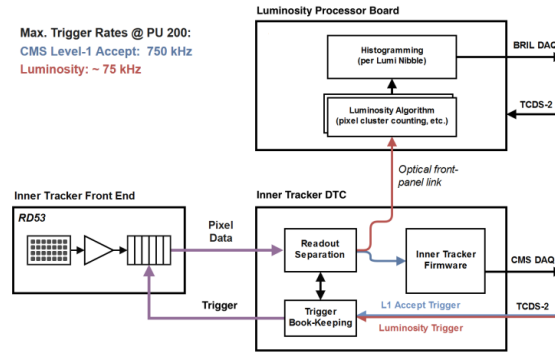 Max. Trigger Rates @ PU 200:
CMS Level-1 Accept: 750 kHz
Luminosity: ~ 75 kHz
Luminosity Processor Board
Histogramming
(per Lumi Nibble)
BRIL DAQ
Luminosity Algorithm
(pixel cluster counting, etc.)
TCDS-2
Optical front-
panel link
Inner Tracker Front End
RD53
Pixel
Data
Trigger
Inner Tracker DTC
Readout
Separation
Inner Tracker
Firmware
CMS DAQ
Trigger
Book-Keeping
L1 Accept Trigger
Luminosity Trigger
TCDS-2